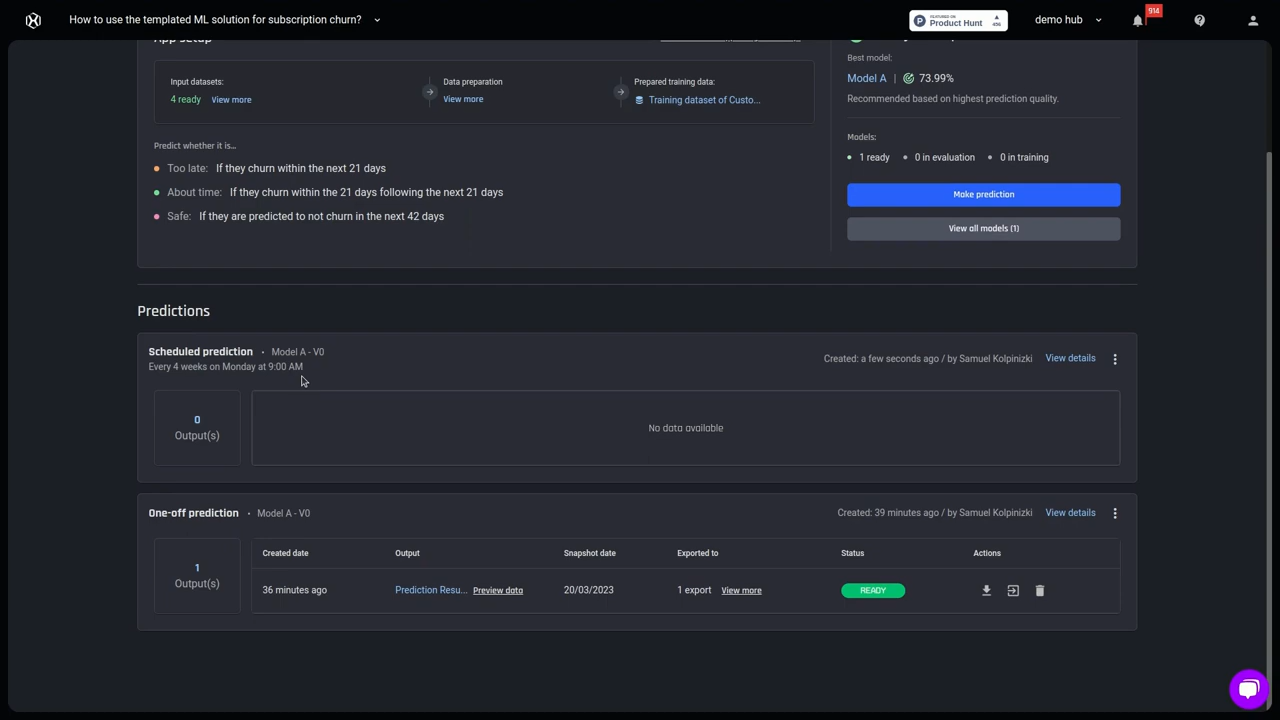 How to use the templated ML solution for subscription churn?
FEATURED ON
Product Hunt
456
demo hub
914
App setup
Best model:
Input datasets:
Data preparation
Prepared training data:
Model A | 73.99%
4 ready View more
View more
Training dataset of Custo...
Recommended based on highest prediction quality.
Predict whether it is...
Models:
Too late: If they churn within the next 21 days
1 ready 0 in evaluation 0 in training
About time: If they churn within the 21 days following the next 21 days
Make prediction
Safe: If they are predicted to not churn in the next 42 days
View all models (1)
Predictions
Scheduled prediction • Model A - V0
Every 4 weeks on Monday at 9:00 AM
Created: a few seconds ago / by Samuel Kolpinizki View details
0
Output(s)
No data available
One-off prediction • Model A - V0
Created: 39 minutes ago / by Samuel Kolpinizki View details
1
Output(s)
Created date Output Snapshot date Exported to Status Actions
36 minutes ago Prediction Resu... Preview data 20/03/2023 1 export View more READY